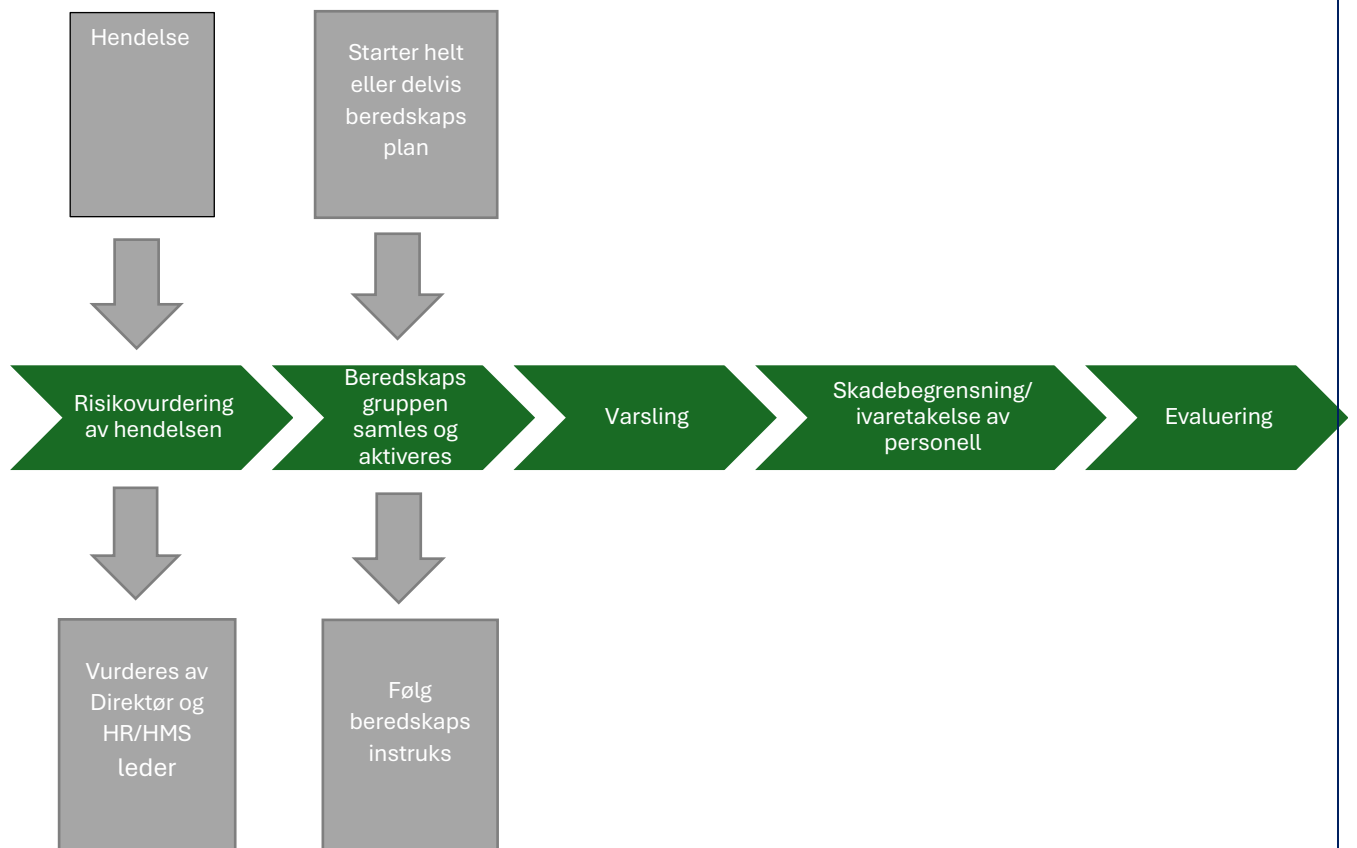 Hendelse
Starter helt
eller delvis
beredskaps
plan
Risikovurdering
av hendelsen
Beredskaps
gruppen
samles og
aktiveres
Varsling
Skadebegrensning/
ivaretakelse av
personell
Evaluering
Vurderes av
Direktør og
HR/HMS
leder
Følg
beredskaps
instruks